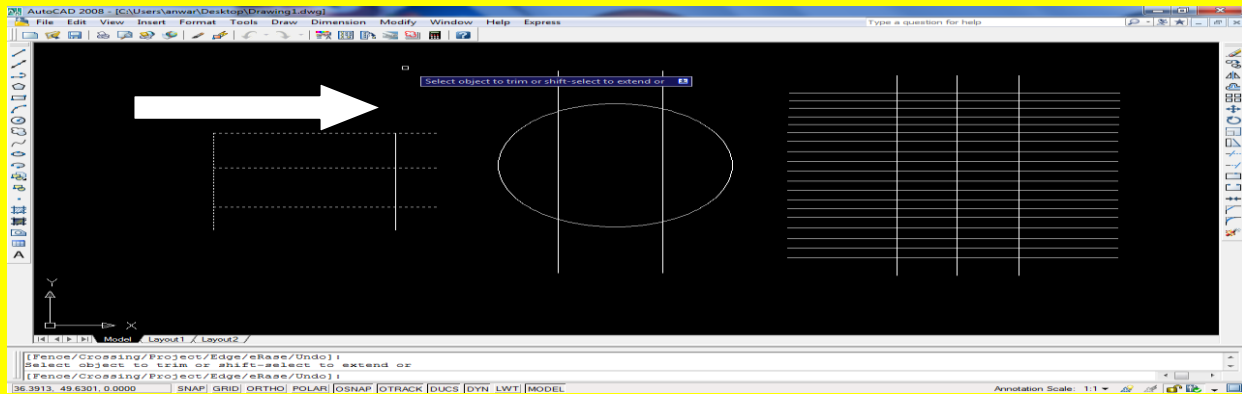 AutoCAD 2008 - [C:\Users\anwar\Desktop\Drawing1.dwg]
File Edit View Insert Format Tools Draw Dimension Modify Window Help Express
Type a question for help
Select object to trim or shift-select to extend or
Y
X
Model Layout1 Layout2
[Fence/Crossing/Project/Edge/eRase/Undo]:
Select object to trim or shift-select to extend or
[Fence/Crossing/Project/Edge/eRase/Undo]:
36.3913, 49.6301, 0.0000 SNAP GRID ORTHO POLAR OSNAP OTRACK DUCS DYN LWT MODEL Annotation Scale: 1:1